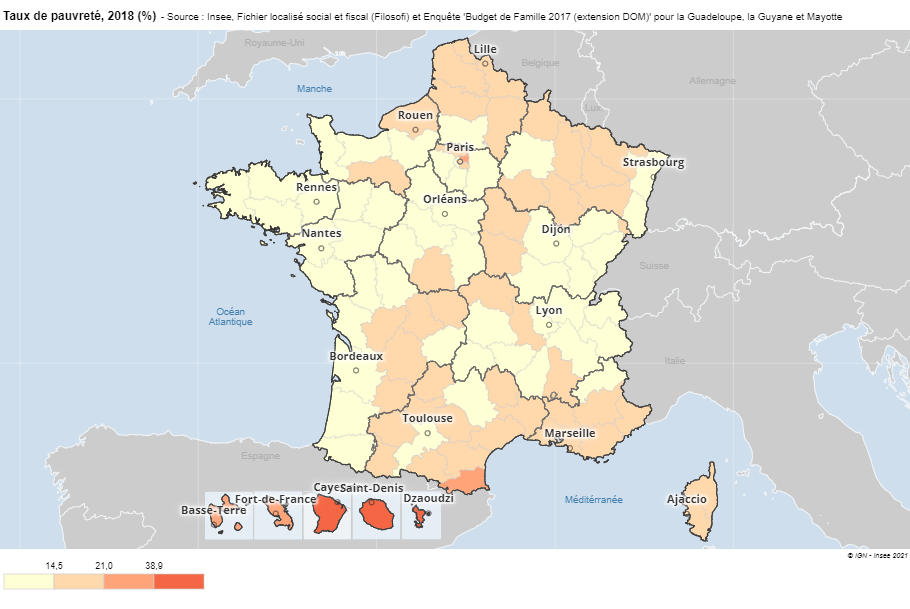 Taux de pauvreté, 2018 (%) - Source : Insee, Fichier localisé social et fiscal (Filosofi) et Enquête 'Budget de Famille 2017 (extension DOM)' pour la Guadeloupe, la Guyane et Mayotte
Royaume-Uni
Lille
Belgique
Allemagne
Manche
Lux
Rouen
Paris
Strasbourg
Rennes
Orléans
Nantes
Dijon
Suisse
Océan
Atlantique
Lyon
Bordeaux
Italie
Toulouse
Marseille
Espagne
Basse-Terre
Fort-de-France
Caye
Saint-Denis
Dzaoudzi
Méditérranée
Ajaccio
© IGN - Insee 2021
14,5 21,0 38,9